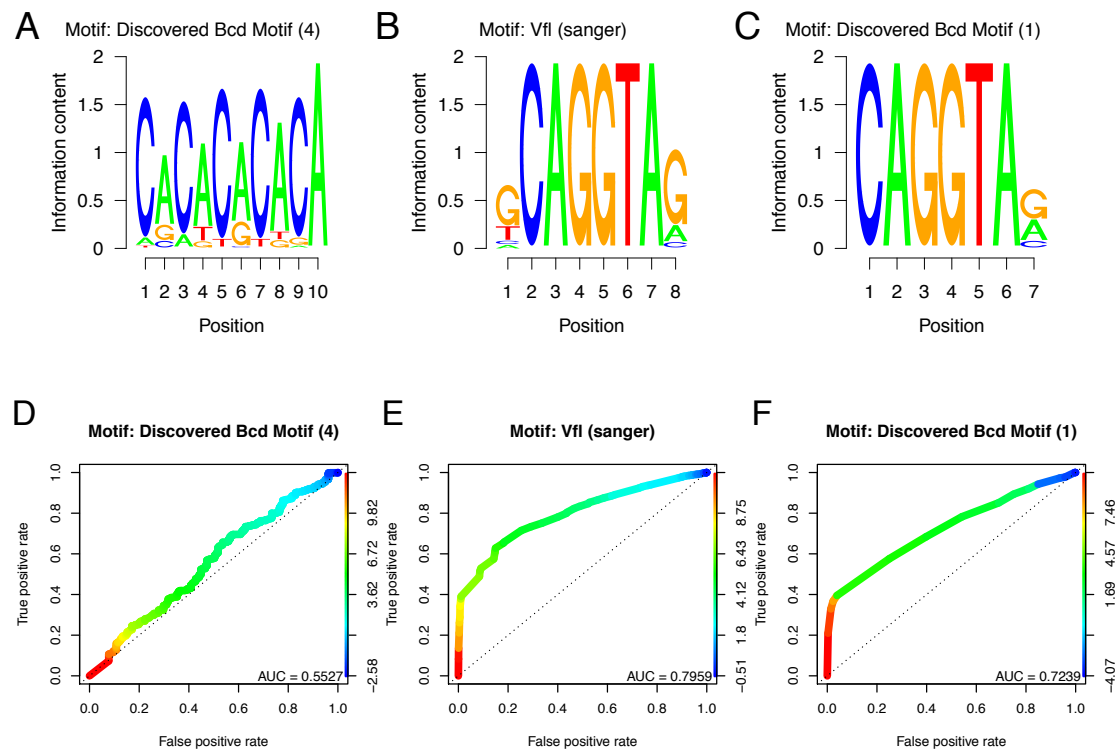 A
Motif: Discovered Bcd Motif (4)
Information content
2
1.5
1
0.5
0
1 2 3 4 5 6 7 8 9 10
Position
B
Motif: Vfl (sanger)
Information content
2
1.5
1
0.5
0
G C A G G T A G
T A
C C
A
1 2 3 4 5 6 7 8
Position
C
Motif: Discovered Bcd Motif (1)
Information content
2
1.5
1
0.5
0
C A G G T A G
A
C
1 2 3 4 5 6 7
Position
D
Motif: Discovered Bcd Motif (4)
True positive rate
1.0
0.8
0.6
0.4
0.2
0.0
0.0 0.2 0.4 0.6 0.8 1.0
False positive rate
AUC = 0.5527
9.82
6.72
3.62
−2.58
E
Motif: Vfl (sanger)
True positive rate
1.0
0.8
0.6
0.4
0.2
0.0
0.0 0.2 0.4 0.6 0.8 1.0
False positive rate
AUC = 0.7959
8.75
6.43
4.12
1.8
−0.51
F
Motif: Discovered Bcd Motif (1)
True positive rate
1.0
0.8
0.6
0.4
0.2
0.0
0.0 0.2 0.4 0.6 0.8 1.0
False positive rate
AUC = 0.7239
7.46
4.57
1.69
−4.07